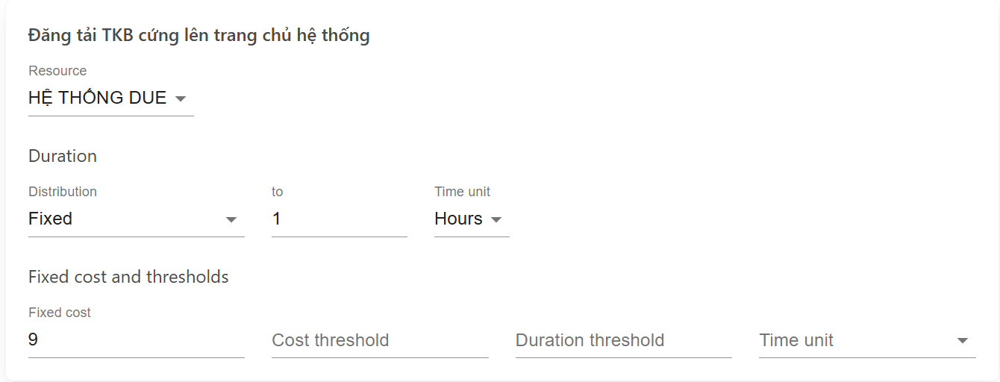 Đăng tải TKB cứng lên trang chủ hệ thống
Resource
HỆ THỐNG DUE
Duration
Distribution to Time unit
Fixed 1 Hours
Fixed cost and thresholds
Fixed cost
9 Cost threshold Duration threshold Time unit